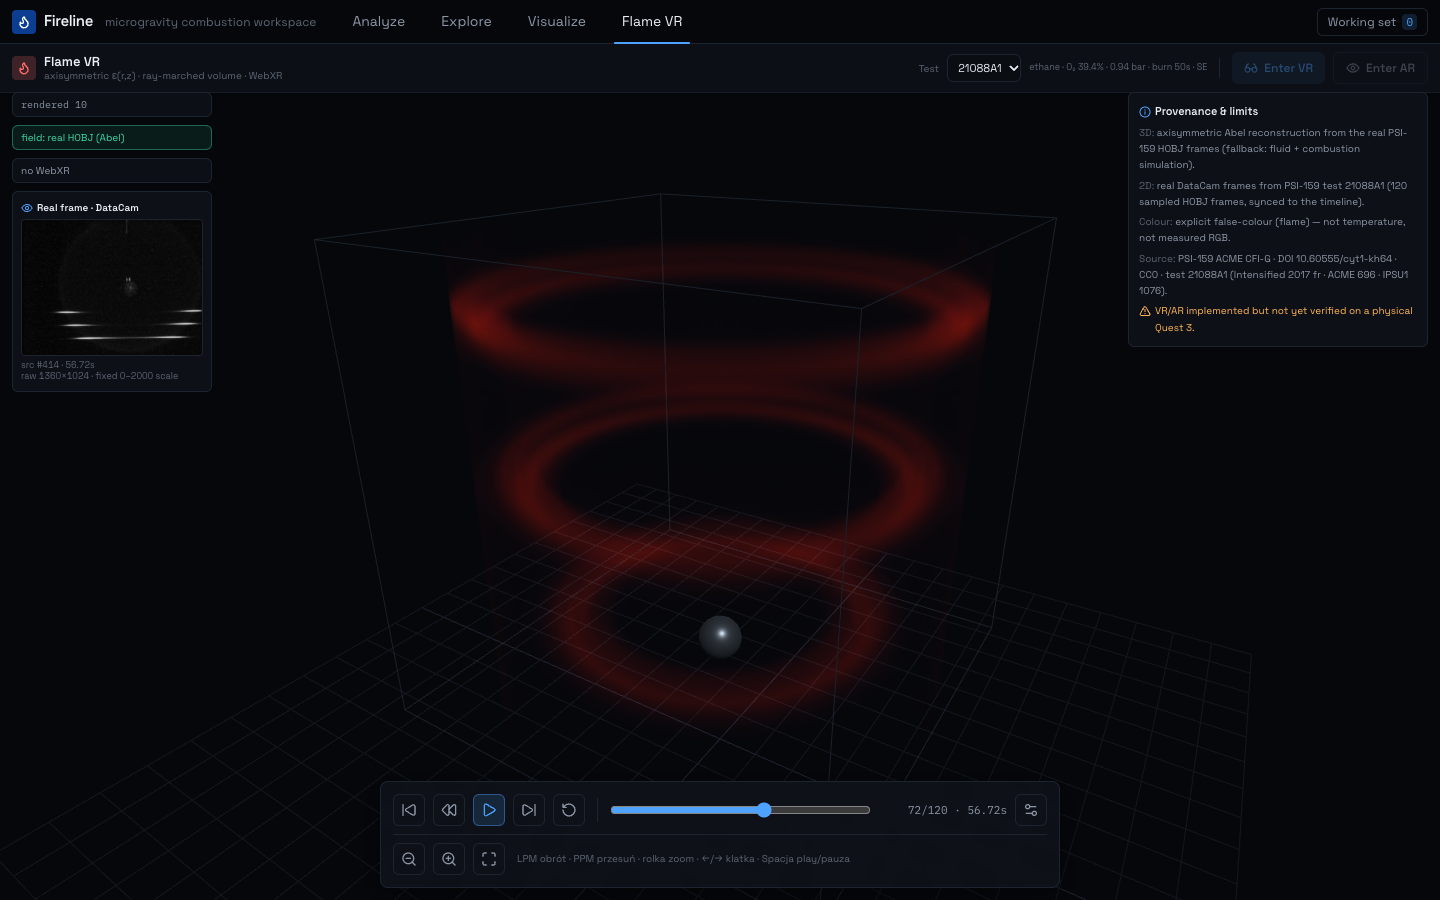 Fireline microgravity combustion workspace Analyze Explore Visualize Flame VR Working set 0
Flame VR
axisymmetric ε(r,z) · ray-marched volume · WebXR
Test 21088A1 ethane · O₂ 39.4% · 0.94 bar · burn 50s · SE Enter VR Enter AR
rendered 10
field: real HOBJ (Abel)
no WebXR
Real frame · DataCam
src #414 · 56.72s
raw 1360×1024 · fixed 0–2000 scale
Provenance & limits
3D: axisymmetric Abel reconstruction from the real PSI-
159 HOBJ frames (fallback: fluid + combustion
simulation).
2D: real DataCam frames from PSI-159 test 21088A1 (120
sampled HOBJ frames, synced to the timeline).
Colour: explicit false-colour (flame) — not temperature,
not measured RGB.
Source: PSI-159 ACME CFI-G · DOI 10.60555/cyt1-kh64 ·
CC0 · test 21088A1 (Intensified 2017 fr · ACME 696 · IPSU1
1076).
VR/AR implemented but not yet verified on a physical
Quest 3.
72/120 · 56.72s
LPM obrót · PPM przesuń · rolka zoom · ←/→ klatka · Spacja play/pauza